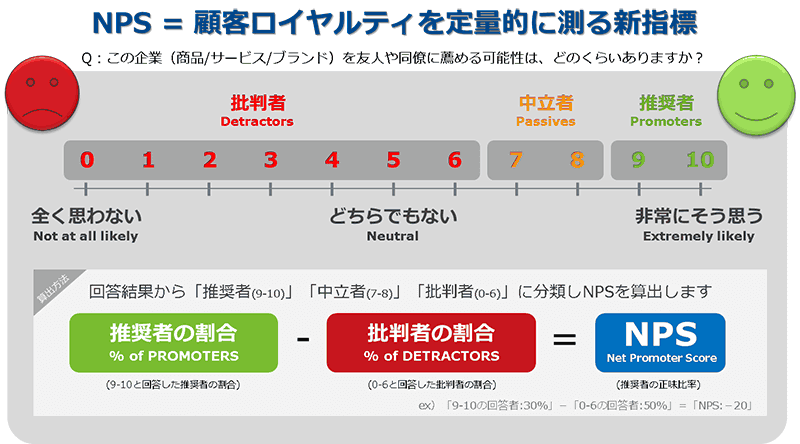 NPS = 顧客ロイヤルティを定量的に測る新指標
Q：この企業（商品/サービス/ブランド）を友人や同僚に薦める可能性は、どのくらいありますか？
批判者 中立者 推奨者
Detractors Passives Promoters
0 1 2 3 4 5 6 7 8 9 10
全く思わない どちらでもない 非常にそう思う
Not at all likely Neutral Extremely likely
算出方法
回答結果から「推奨者(9-10)」「中立者(7-8)」「批判者(0-6)」に分類しNPSを算出します
推奨者の割合 - 批判者の割合 = NPS
% of PROMOTERS % of DETRACTORS Net Promoter Score
(9-10と回答した推奨者の割合) (0-6と回答した批判者の割合) (推奨者の正味比率)
ex）「9-10の回答者:30%」−「0-6の回答者:50%」＝「NPS:−20」